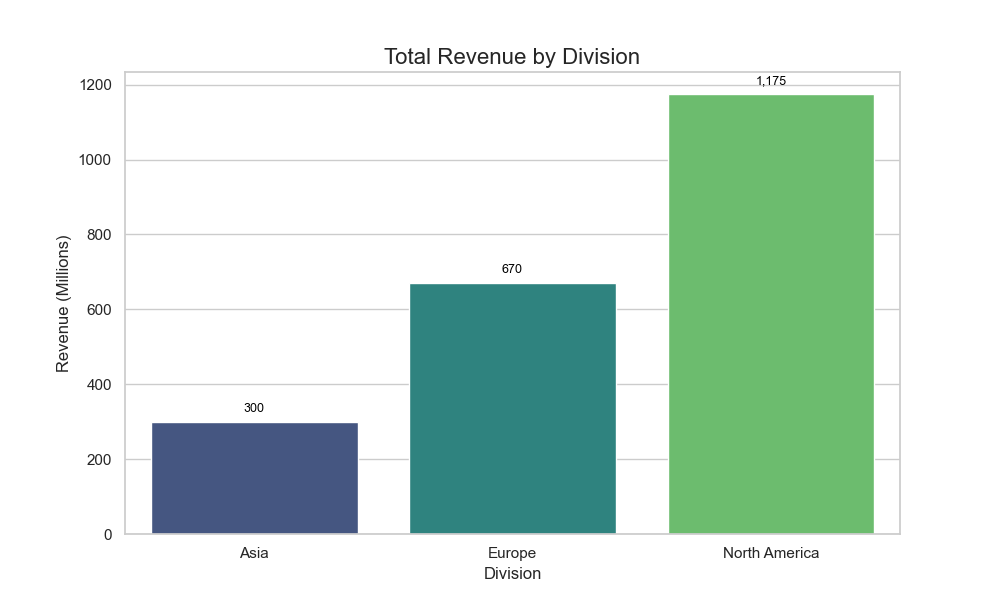 Total Revenue by Division
1,175
1200
1000
800
670
600
400
300
200
0
Revenue (Millions)
Asia
Europe
North America
Division